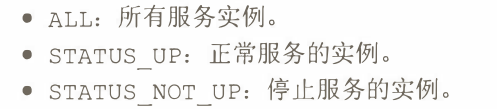 • ALL：所有服务实例。
• STATUS_UP：正常服务的实例。
• STATUS_NOT_UP：停止服务的实例。